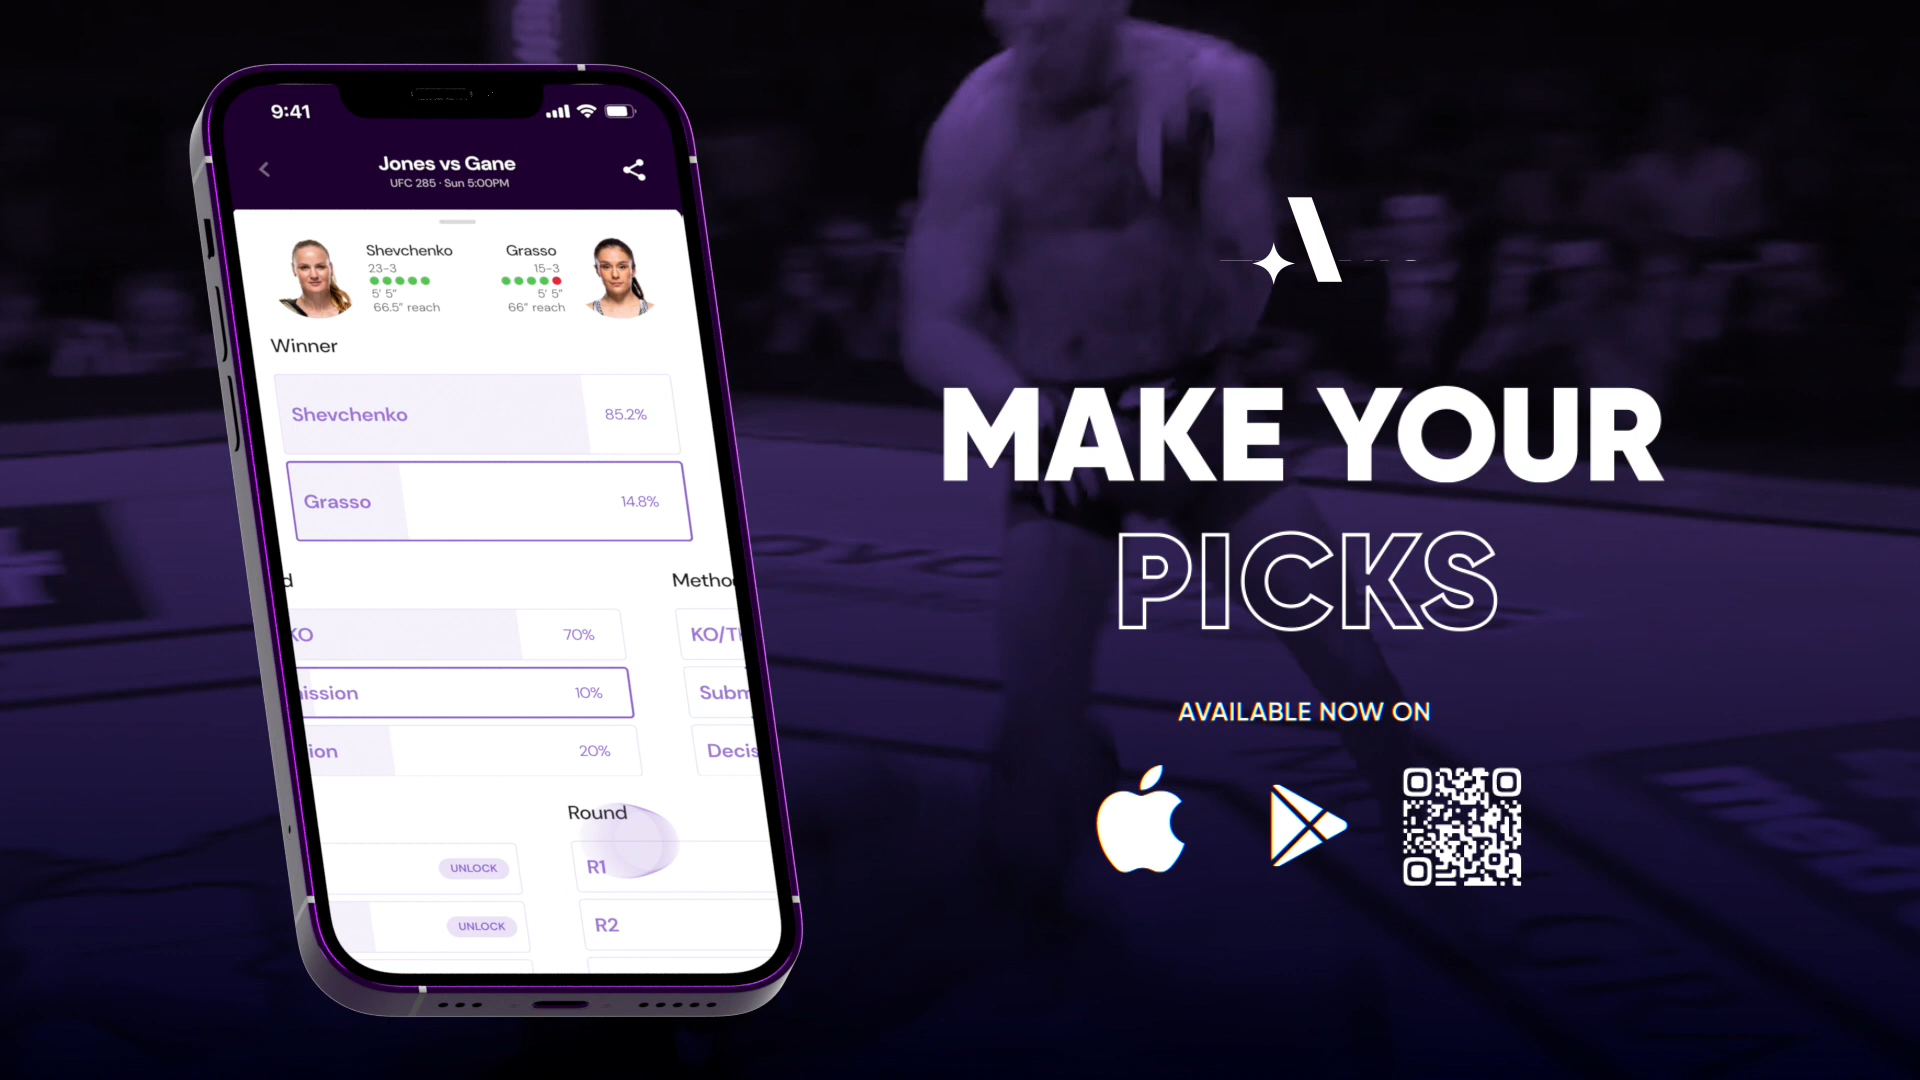 9:41
Jones vs Gane
UFC 285 · Sun 5:00PM
Shevchenko
23-3
5' 5"
66.5" reach
Grasso
15-3
5' 5"
66" reach
Winner
Shevchenko 85.2%
Grasso 14.8%
d
KO 70%
ission 10%
ion 20%
Metho
KO/T
Subm
Decis
UNLOCK
UNLOCK
Round
R1
R2
MAKE YOUR
PICKS
AVAILABLE NOW ON